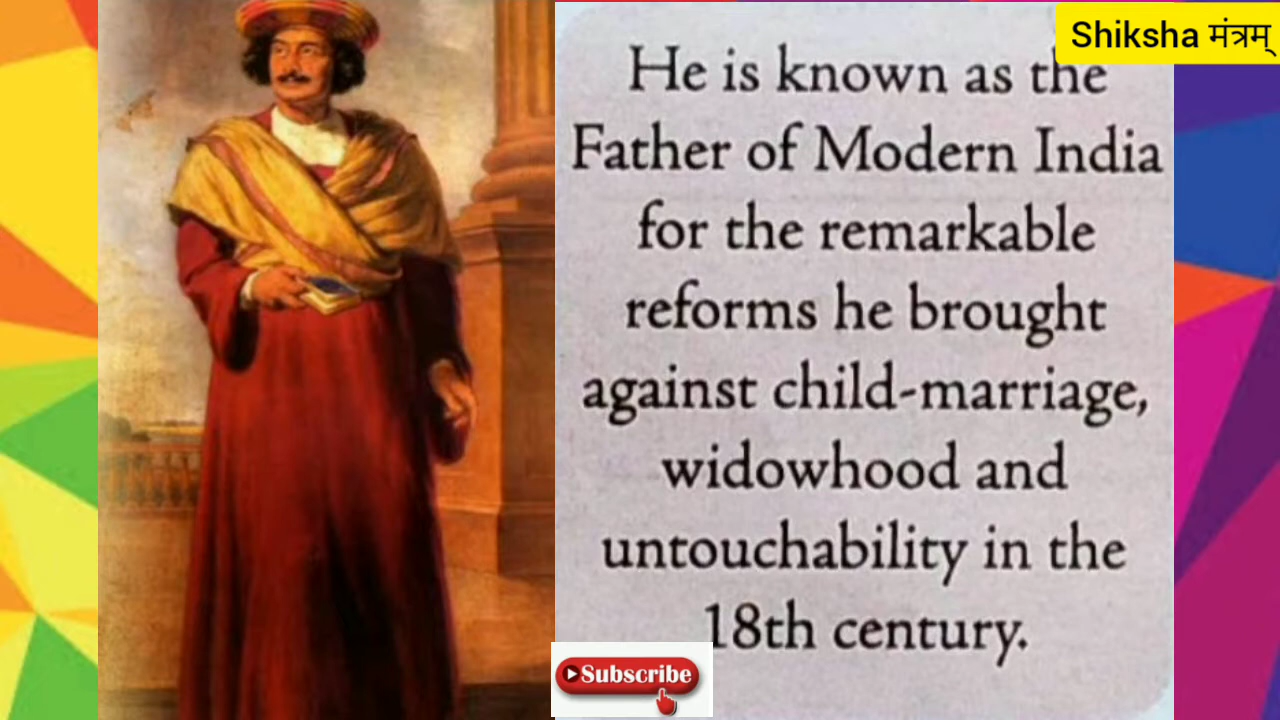 Shiksha मंत्रम्
He is known as the
Father of Modern India
for the remarkable
reforms he brought
against child-marriage,
widowhood and
untouchability in the
18th century.
Subscribe